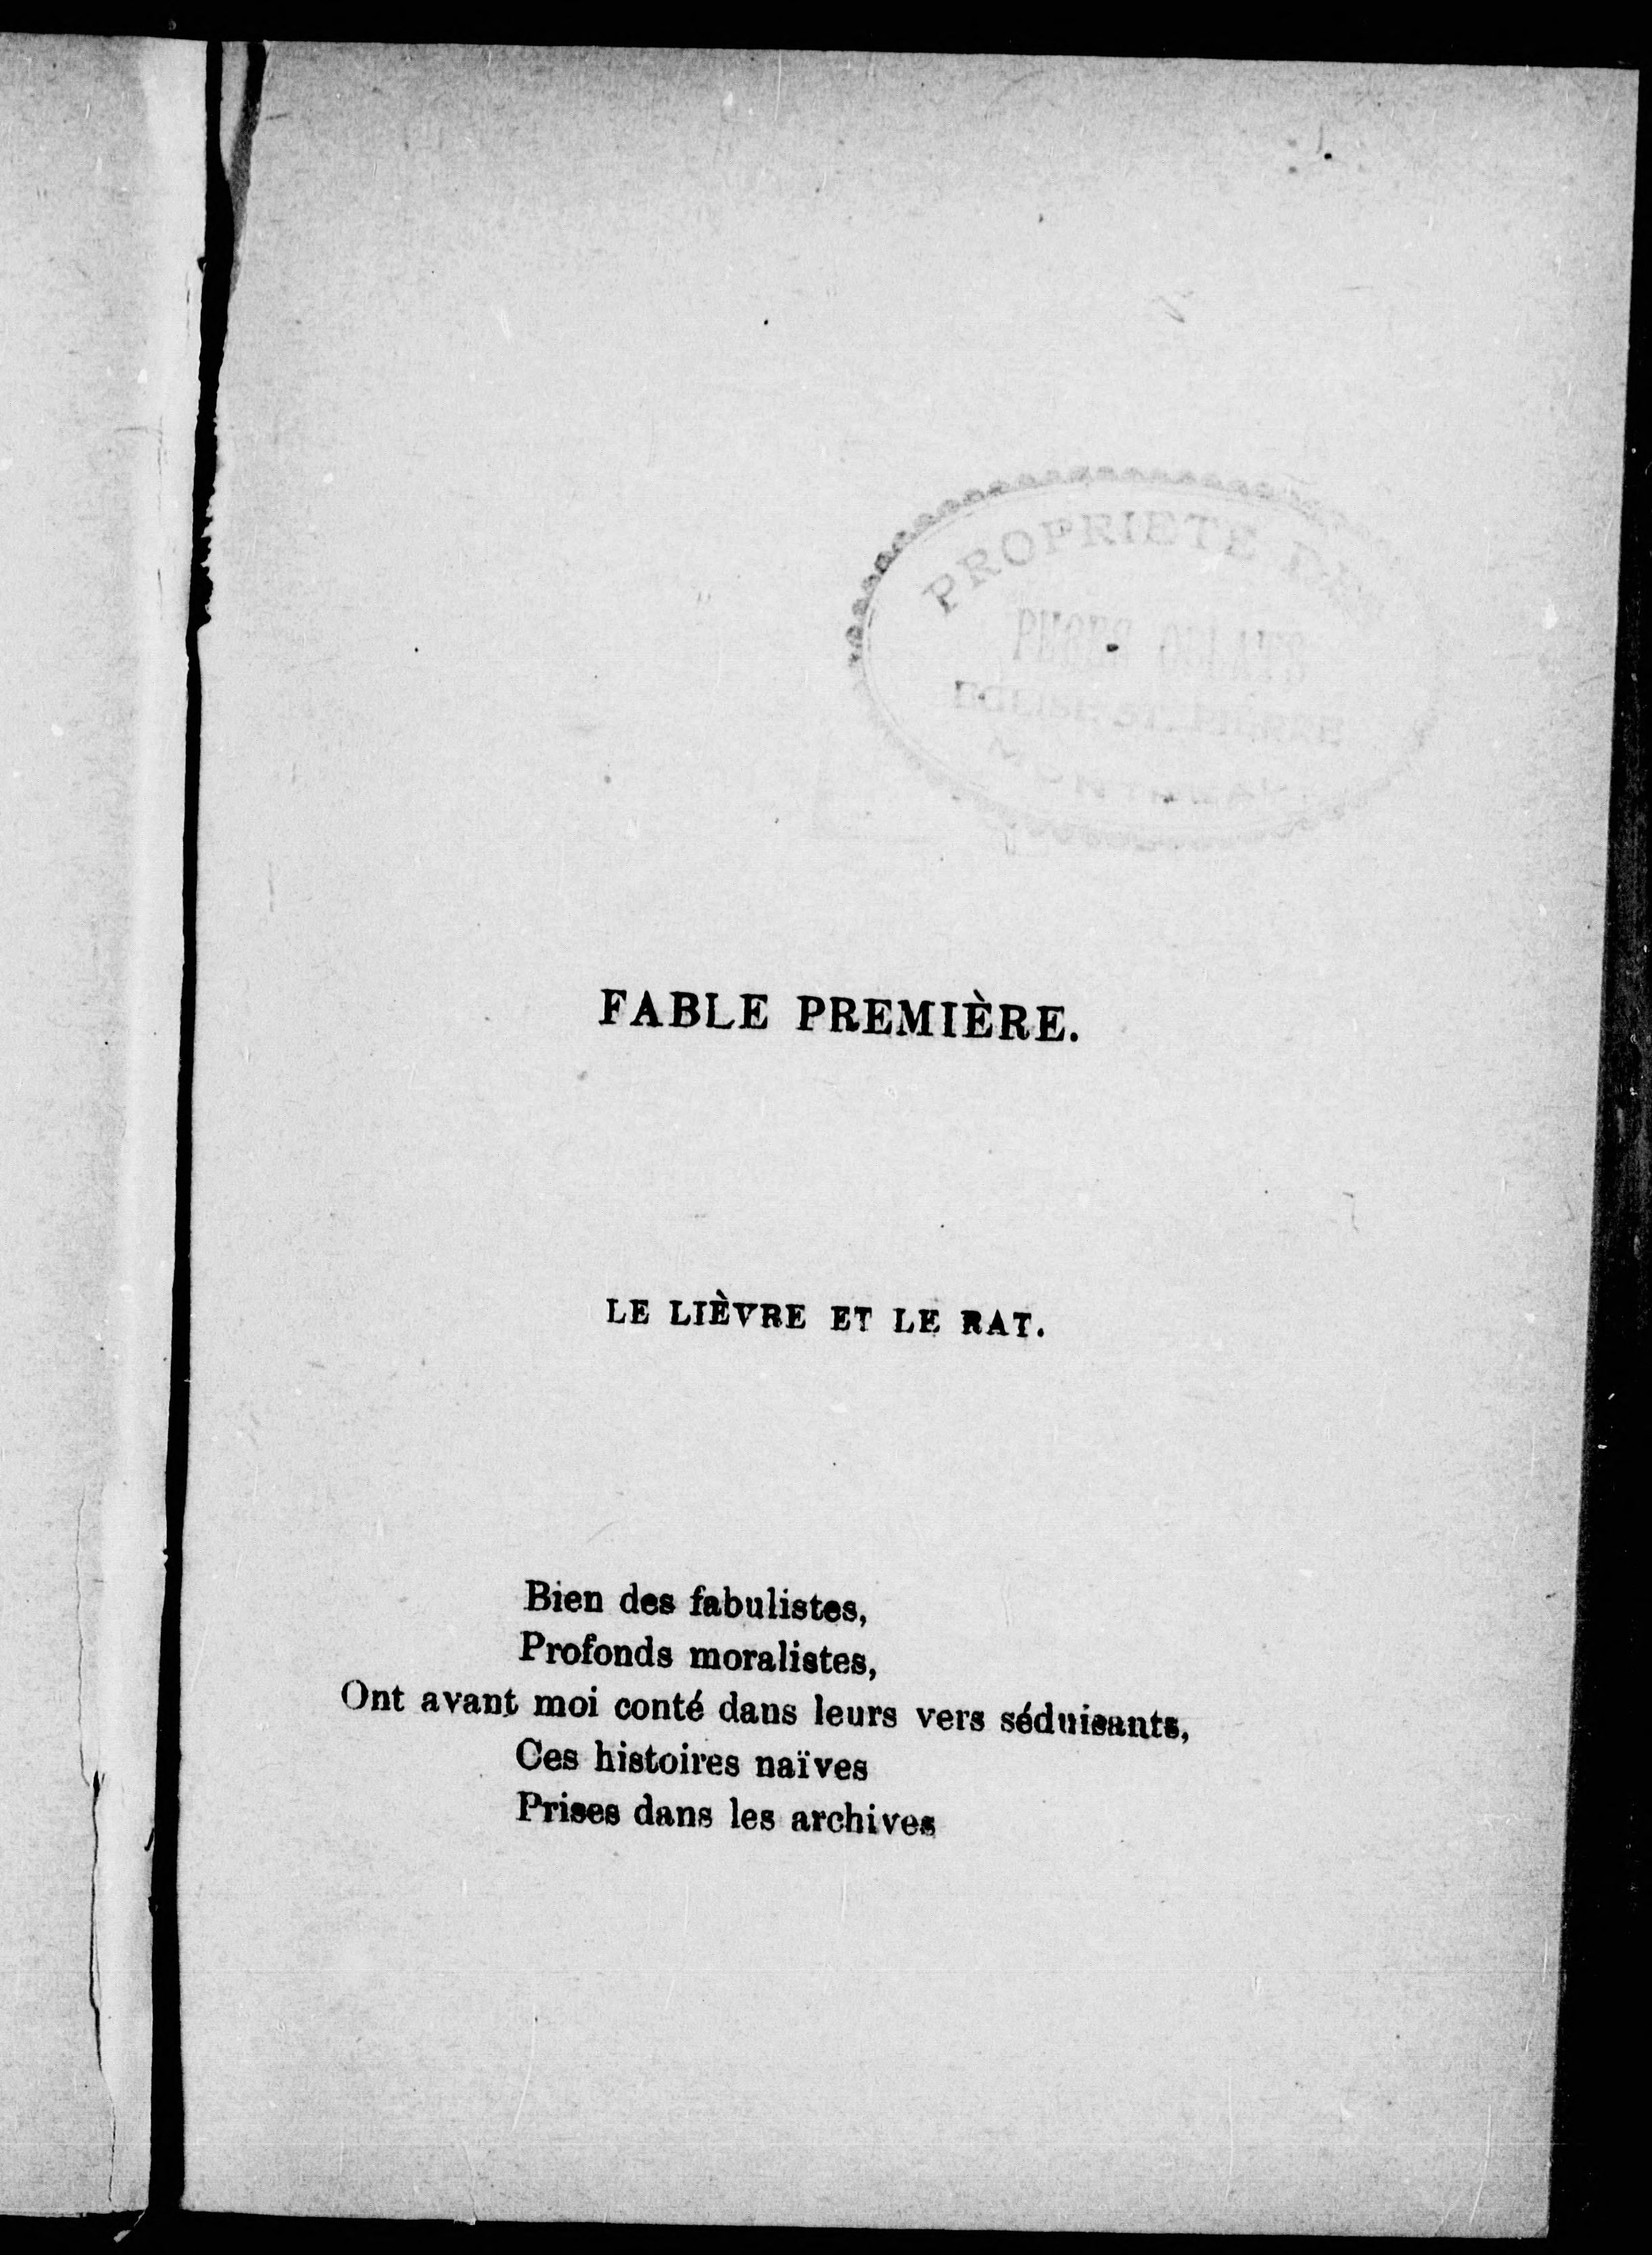 PROPRIETE DES
PERES OBLATS
EGLISE ST. PIERRE
MONTREAL
FABLE PREMIÈRE.
LE LIÈVRE ET LE RAT.
Bien des fabulistes,
Profonds moralistes,
Ont avant moi conté dans leurs vers séduisants,
Ces histoires naïves
Prises dans les archives